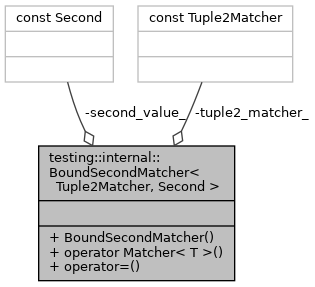 const Second
const Tuple2Matcher
-second_value_
-tuple2_matcher_
testing::internal::
BoundSecondMatcher<
Tuple2Matcher, Second >
+ BoundSecondMatcher()
+ operator Matcher< T >()
+ operator=()